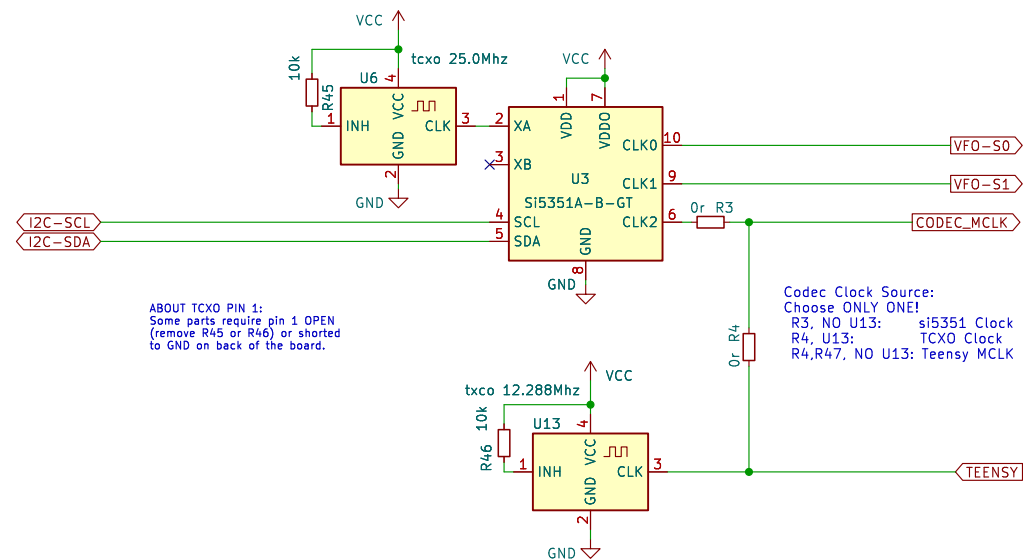 VCC
tcxo 25.0Mhz
10k
R45
U6
4
VCC
1
INH
CLK
3
GND
2
GND
VCC
1
7
VDD
VDDO
2
XA
3
XB
U3
Si5351A-B-GT
4
SCL
5
SDA
GND
8
GND
CLK0
10
CLK1
9
CLK2
6
0r R3
VFO-S0
VFO-S1
CODEC_MCLK
I2C-SCL
I2C-SDA
ABOUT TCXO PIN 1:
Some parts require pin 1 OPEN
(remove R45 or R46) or shorted
to GND on back of the board.
Codec Clock Source:
Choose ONLY ONE!
R3, NO U13: si5351 Clock
R4, U13: TCXO Clock
R4,R47, NO U13: Teensy MCLK
0r R4
VCC
txco 12.288Mhz
10k
R46
U13
4
VCC
1
INH
CLK
3
GND
2
GND
TEENSY